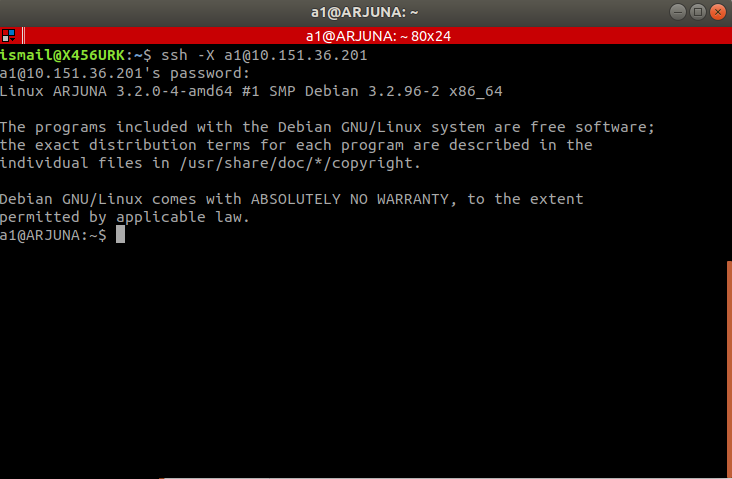 a1@ARJUNA: ~
a1@ARJUNA: ~ 80x24
ismail@X456URK:~$ ssh -X a1@10.151.36.201
a1@10.151.36.201's password:
Linux ARJUNA 3.2.0-4-amd64 #1 SMP Debian 3.2.96-2 x86_64
The programs included with the Debian GNU/Linux system are free software;
the exact distribution terms for each program are described in the
individual files in /usr/share/doc/*/copyright.
Debian GNU/Linux comes with ABSOLUTELY NO WARRANTY, to the extent
permitted by applicable law.
a1@ARJUNA:~$